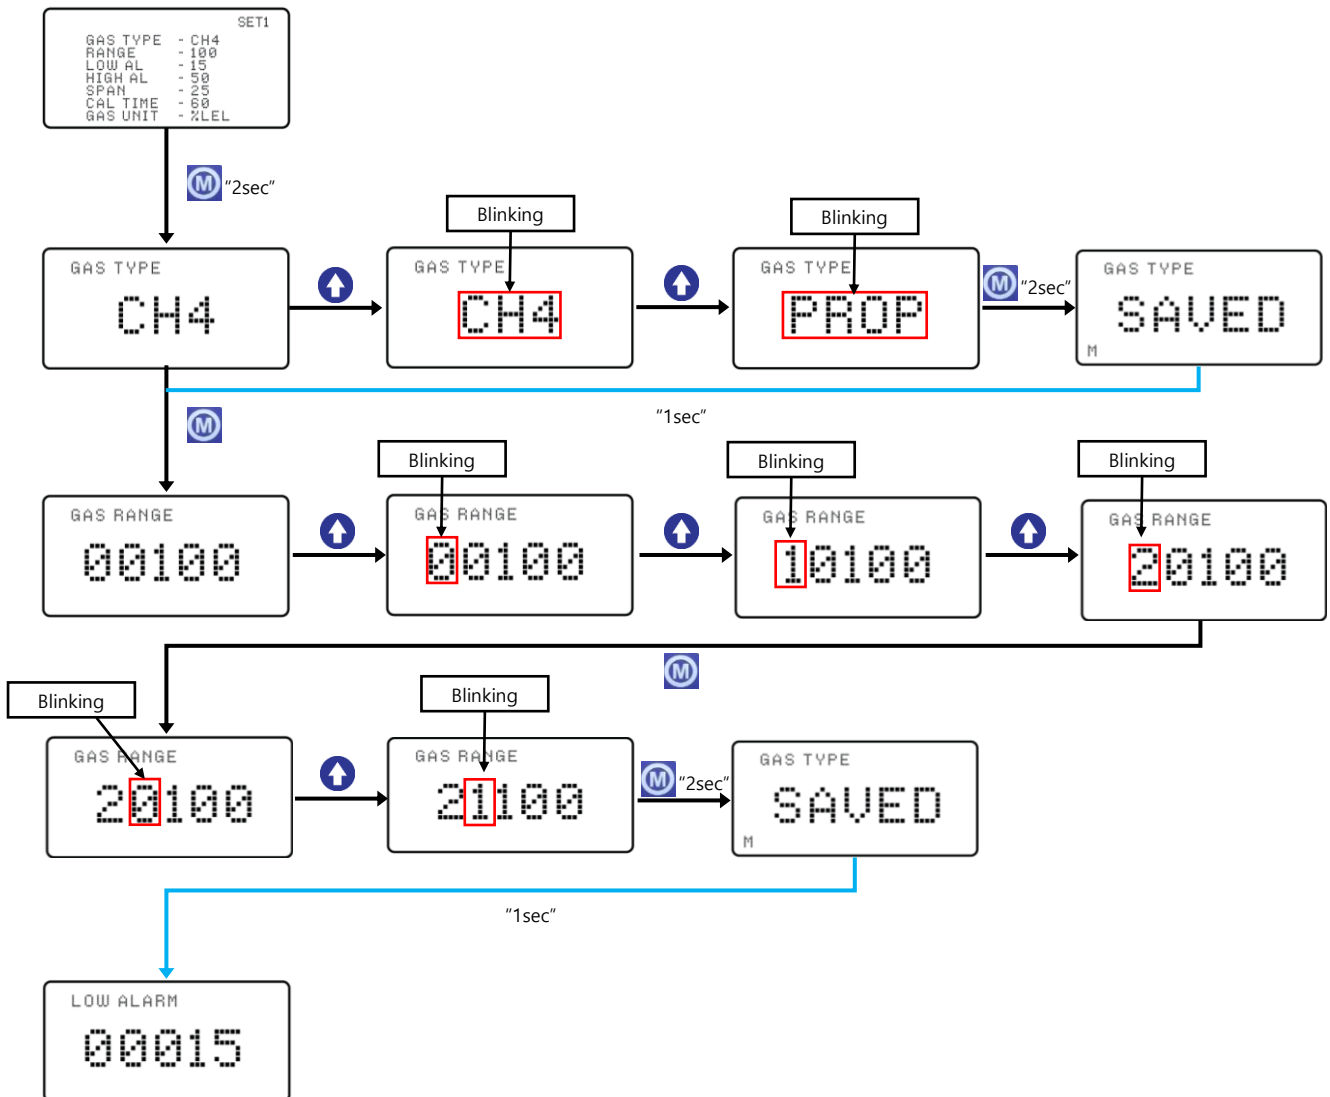 SET1
GAS TYPE - CH4
RANGE - 100
LOW AL - 15
HIGH AL - 50
SPAN - 25
CAL TIME - 60
GAS UNIT - %LEL
M "2sec"
Blinking
Blinking
GAS TYPE
CH4
GAS TYPE
CH4
GAS TYPE
PROP
M "2sec"
GAS TYPE
SAVED
M
"1sec"
M
Blinking
Blinking
Blinking
GAS RANGE
00100
GAS RANGE
00100
GAS RANGE
10100
GAS RANGE
20100
M
Blinking
Blinking
GAS RANGE
20100
GAS RANGE
21100
M "2sec"
GAS TYPE
SAVED
M
"1sec"
LOW ALARM
00015